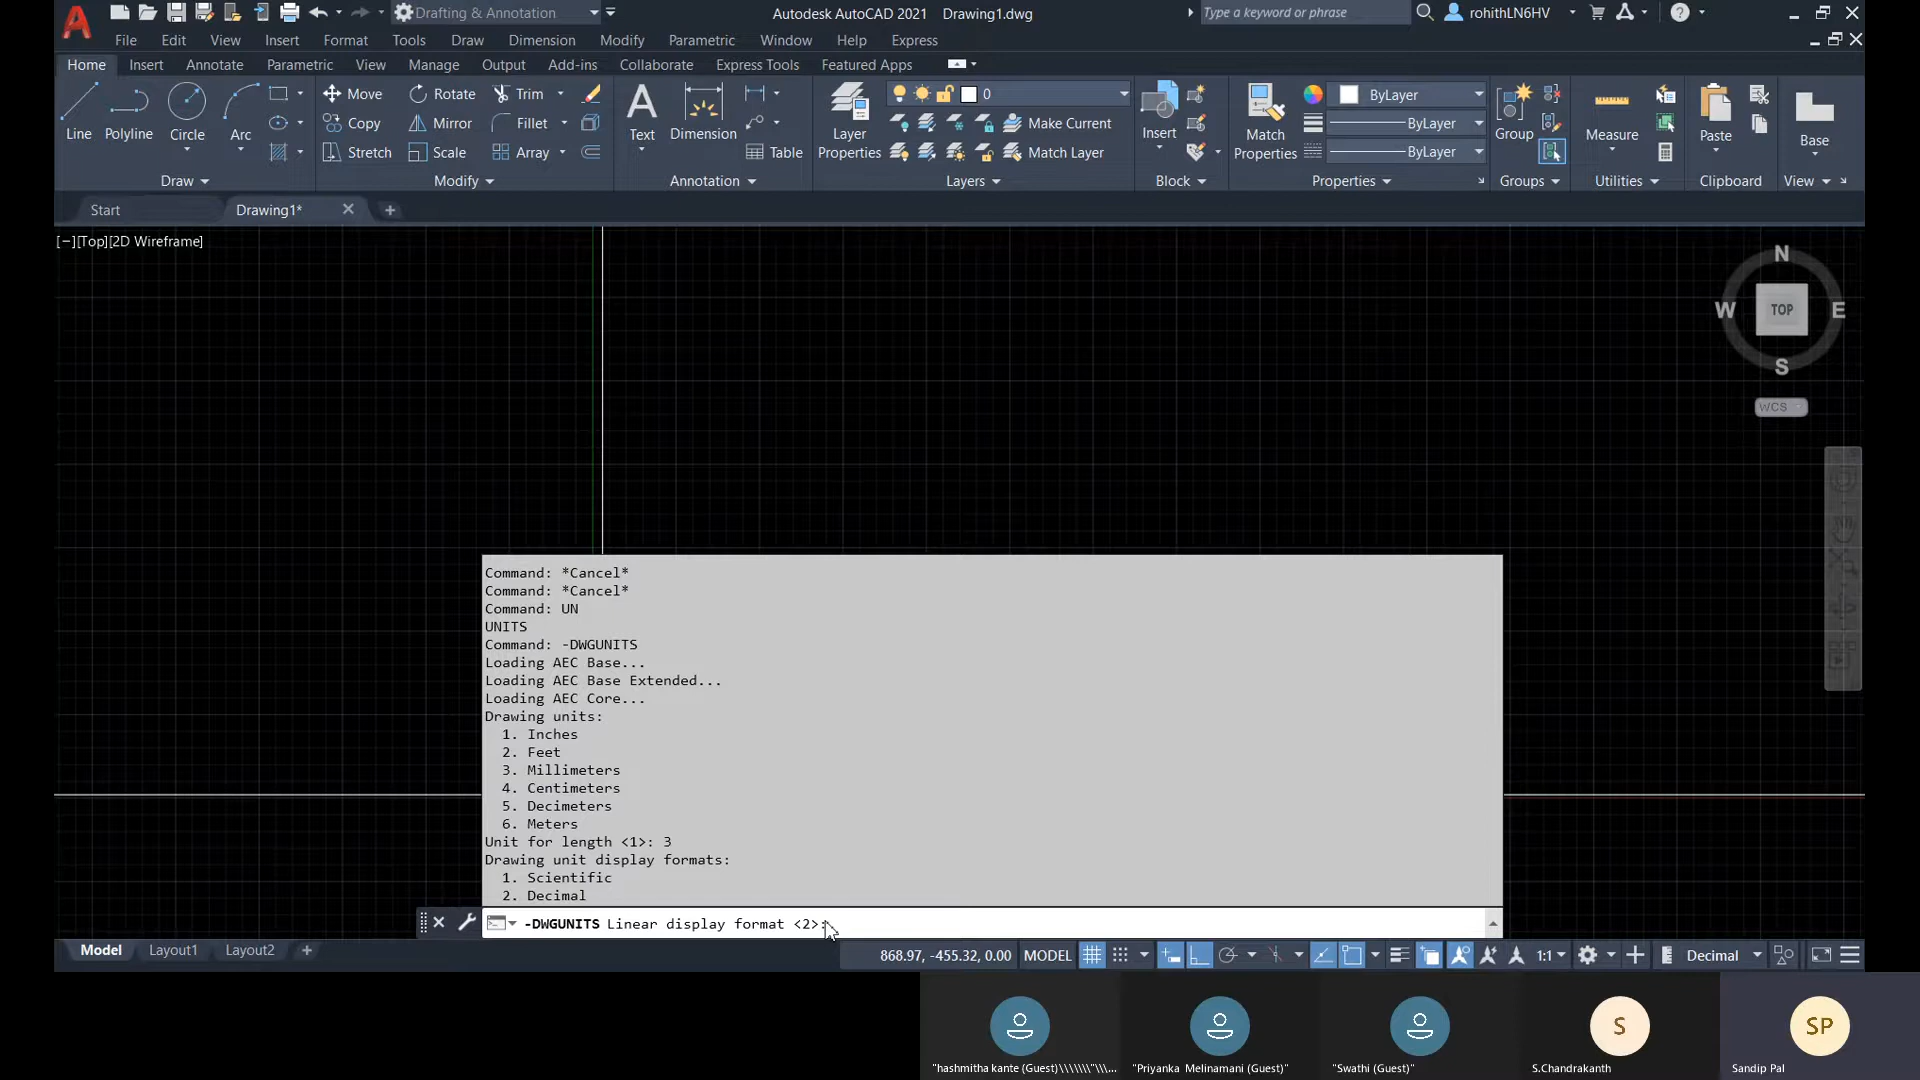 Drafting & Annotation
Autodesk AutoCAD 2021 Drawing1.dwg
Type a keyword or phrase
rohithLN6HV
File Edit View Insert Format Tools Draw Dimension Modify Parametric Window Help Express
Home Insert Annotate Parametric View Manage Output Add-ins Collaborate Express Tools Featured Apps
Line
Polyline
Circle
Arc
Draw
Move
Rotate
Trim
Copy
Mirror
Fillet
Stretch
Scale
Array
Modify
Text
Dimension
Table
Annotation
Layer
Properties
0
Make Current
Match Layer
Layers
Insert
Block
Match
Properties
ByLayer
ByLayer
ByLayer
Properties
Group
Groups
Measure
Utilities
Paste
Clipboard
Base
View
Start
Drawing1*
[−][Top][2D Wireframe]
N
W
TOP
E
S
WCS
Command: *Cancel*
Command: *Cancel*
Command: UN
UNITS
Command: -DWGUNITS
Loading AEC Base...
Loading AEC Base Extended...
Loading AEC Core...
Drawing units:
1. Inches
2. Feet
3. Millimeters
4. Centimeters
5. Decimeters
6. Meters
Unit for length <1>: 3
Drawing unit display formats:
1. Scientific
2. Decimal
-DWGUNITS Linear display format <2>:
Model Layout1 Layout2
868.97, -455.32, 0.00 MODEL
1:1
Decimal
S
SP
"hashmitha kante (Guest)\\\\\\\"\\...
"Priyanka Melinamani (Guest)"
"Swathi (Guest)"
S.Chandrakanth
Sandip Pal